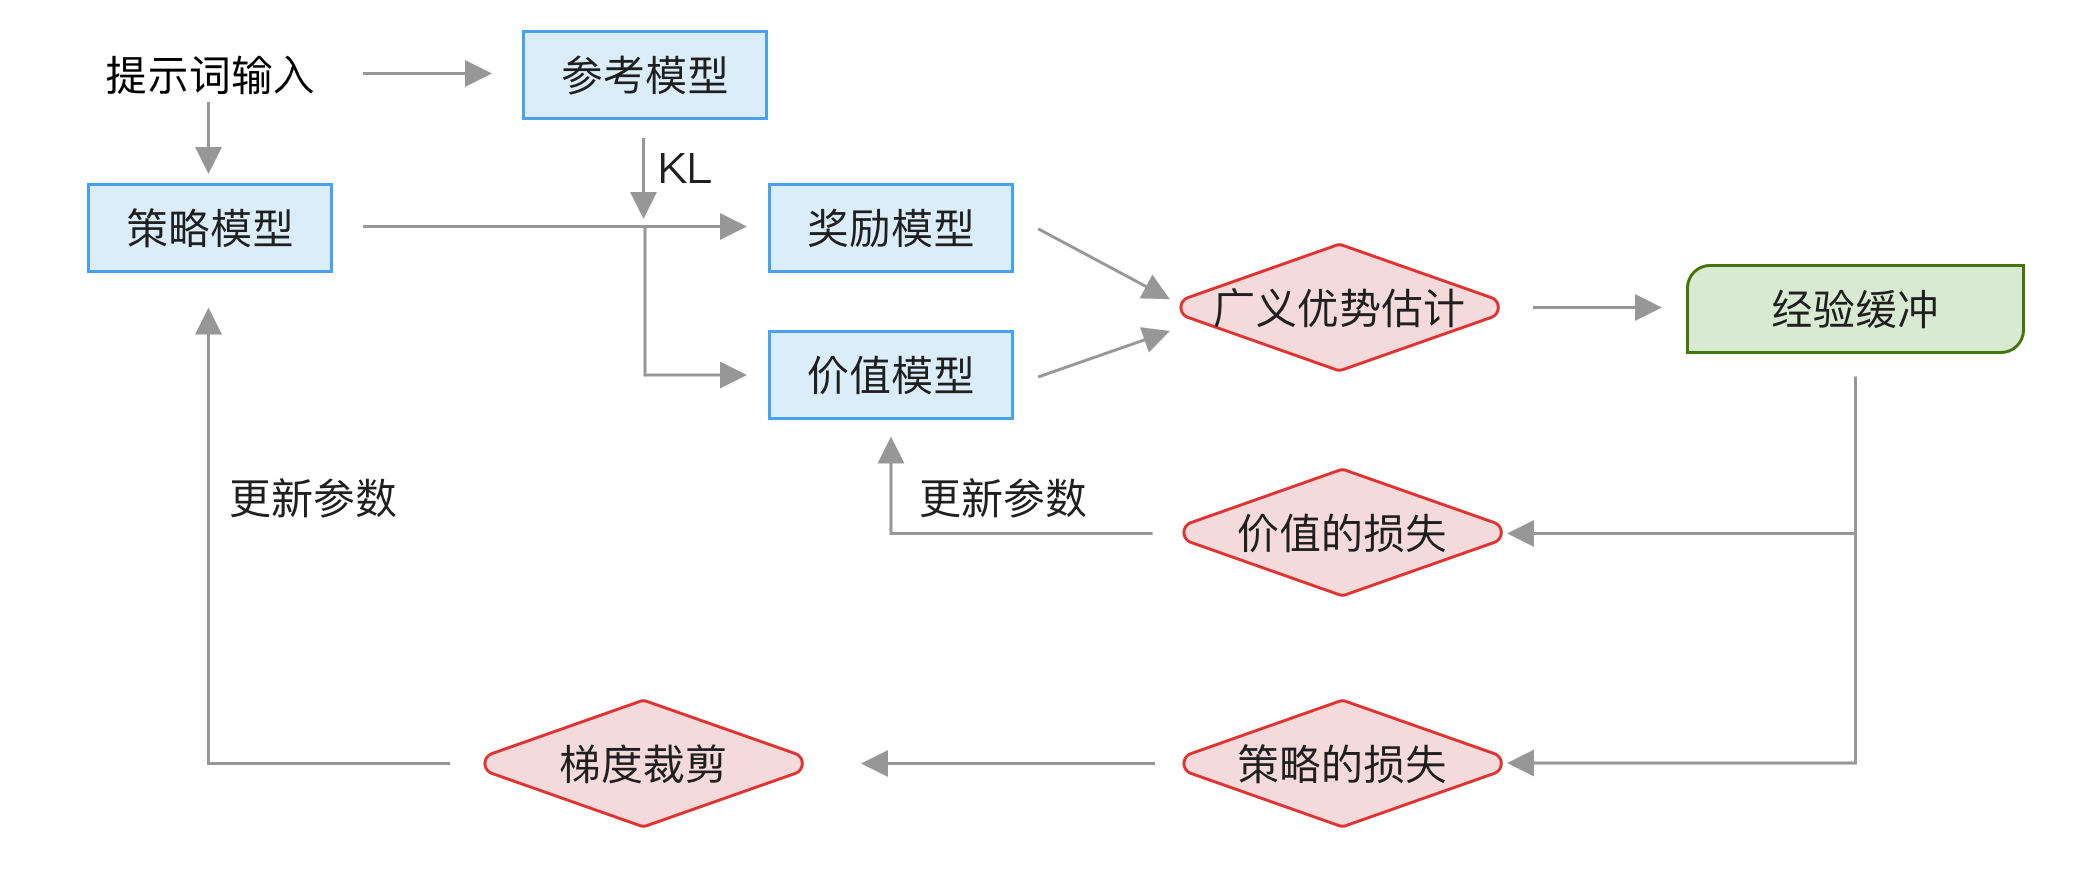 提示词输入
参考模型
KL
策略模型
奖励模型
广义优势估计
经验缓冲
价值模型
更新参数
更新参数
价值的损失
梯度裁剪
策略的损失